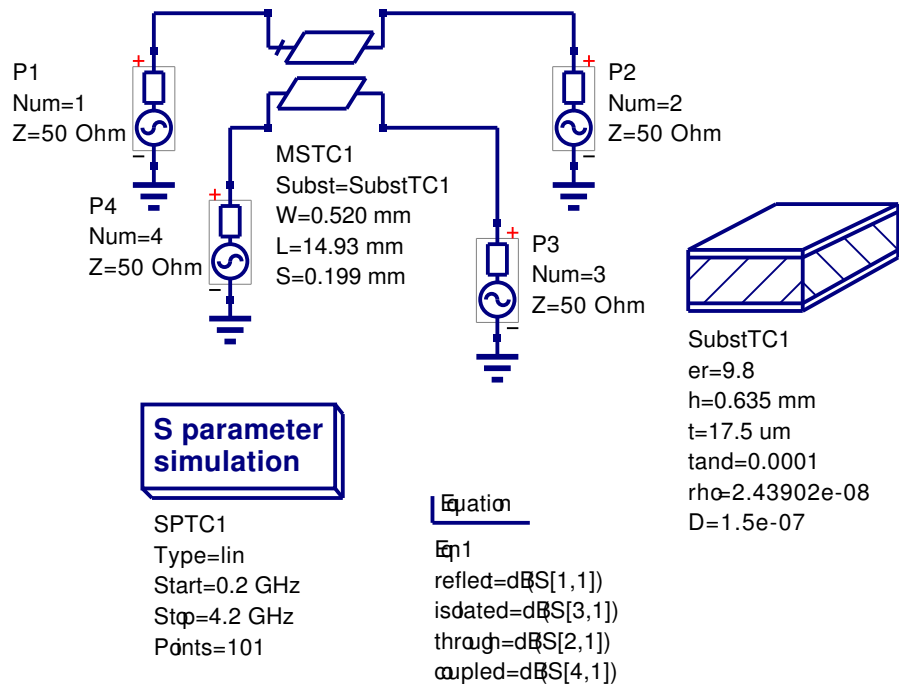 P1
Num=1
Z=50 Ohm
P2
Num=2
Z=50 Ohm
P4
Num=4
Z=50 Ohm
MSTC1
Subst=SubstTC1
W=0.520 mm
L=14.93 mm
S=0.199 mm
P3
Num=3
Z=50 Ohm
SubstTC1
er=9.8
h=0.635 mm
t=17.5 um
tand=0.0001
rho=2.43902e-08
D=1.5e-07
S parameter
simulation
SPTC1
Type=lin
Start=0.2 GHz
Stop=4.2 GHz
Points=101
Equation
Eqn1
reflect=dB(S[1,1])
isolated=dB(S[3,1])
through=dB(S[2,1])
coupled=dB(S[4,1])